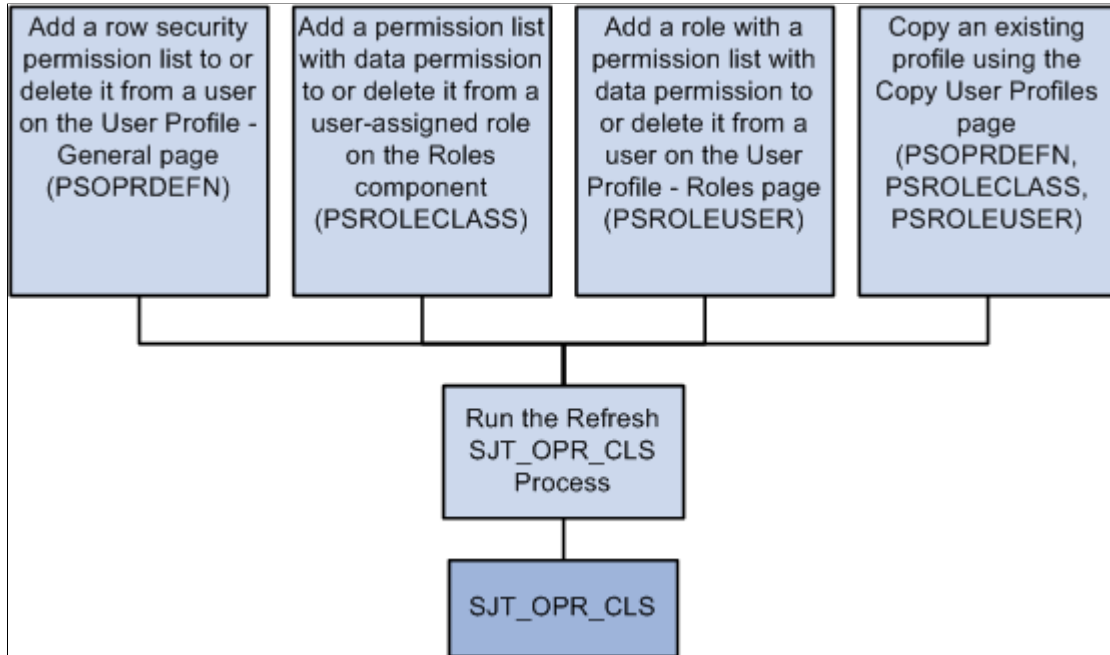 Add a row security
permission list to or
delete it from a user
on the User Profile -
General page
(PSOPRDEFN)
Add a permission list
with data permission
to or delete it from a
user-assigned role
on the Roles
component
(PSROLECLASS)
Add a role with a
permission list with
data permission to
or delete it from a
user on the User
Profile - Roles page
(PSROLEUSER)
Copy an existing
profile using the
Copy User Profiles
page
(PSOPRDEFN,
PSROLECLASS,
PSROLEUSER)
Run the Refresh
SJT_OPR_CLS
Process
SJT_OPR_CLS